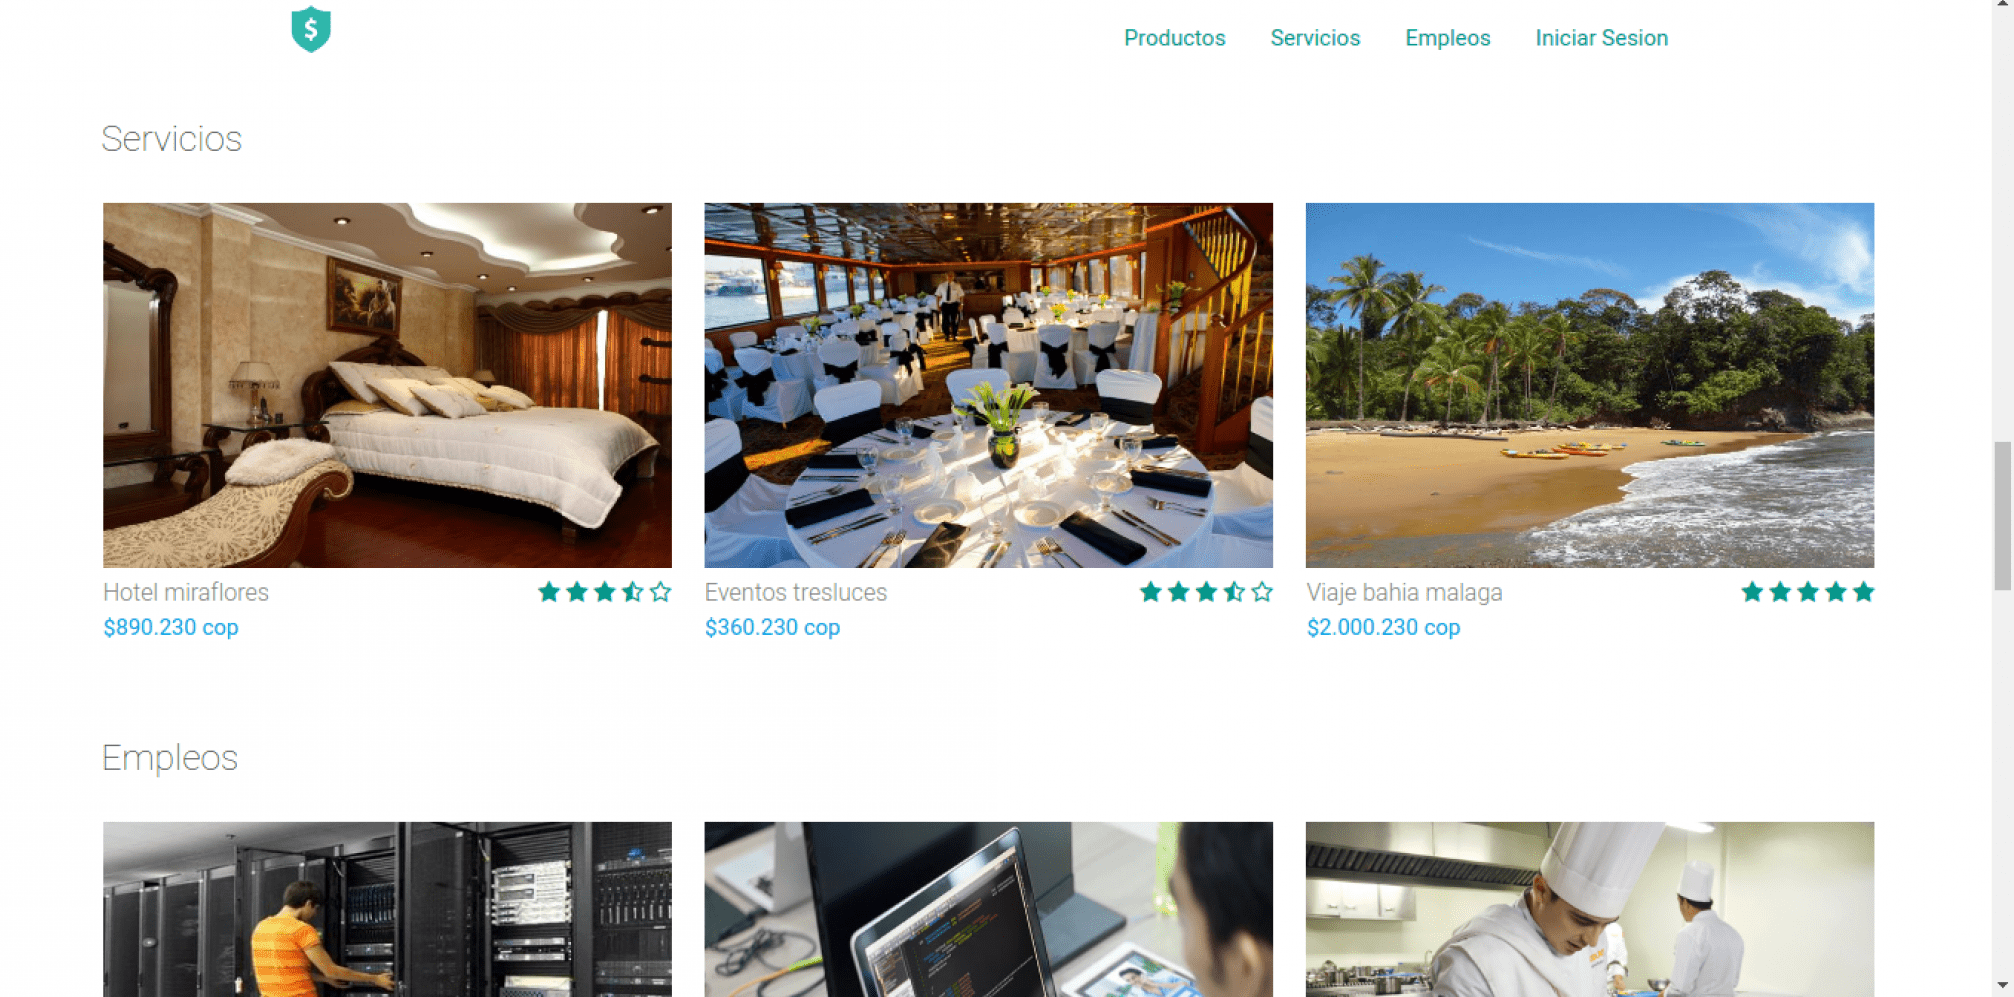 $
Productos Servicios Empleos Iniciar Sesion
Servicios
Hotel miraflores
$890.230 cop
Eventos tresluces
$360.230 cop
Viaje bahia malaga
$2.000.230 cop
Empleos